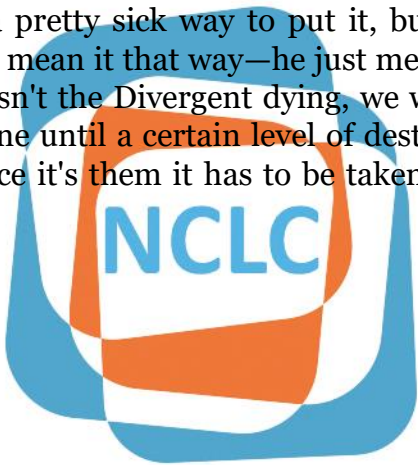 pretty sick way to put it, bu
mean it that way—he just me
sn't the Divergent dying, we w
ne until a certain level of dest
ce it's them it has to be taken
NCLC